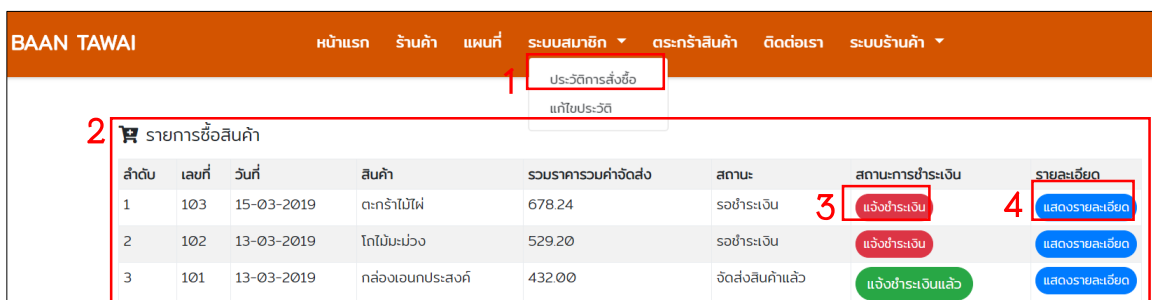 BAAN TAWAI หน้าแรก ร้านค้า แผนที่ ระบบสมาชิก ตระกร้าสินค้า ติดต่อเรา ระบบร้านค้า
1 ประวัติการสั่งซื้อ
แก้ไขประวัติ
2 รายการซื้อสินค้า
ลำดับ เลขที่ วันที่ สินค้า รวมราคารวมค่าจัดส่ง สถานะ สถานะการชำระเงิน รายละเอียด
1 103 15-03-2019 ตะกร้าไม้ไผ่ 678.24 รอชำระเงิน 3 แจ้งชำระเงิน 4 แสดงรายละเอียด
2 102 13-03-2019 โถไม้มะม่วง 529.20 รอชำระเงิน แจ้งชำระเงิน แสดงรายละเอียด
3 101 13-03-2019 กล่องเอนกประสงค์ 432.00 จัดส่งสินค้าแล้ว แจ้งชำระเงินแล้ว แสดงรายละเอียด